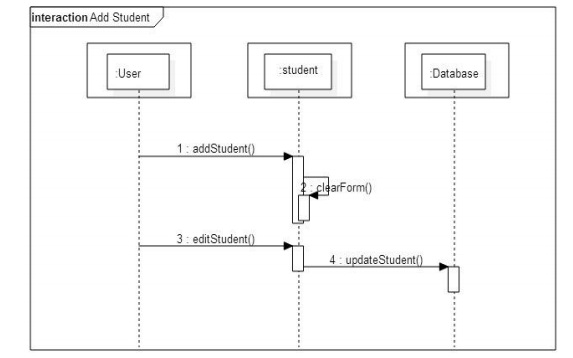 interaction Add Student
:User
:student
:Database
1 : addStudent()
2 : clearForm()
3 : editStudent()
4 : updateStudent()